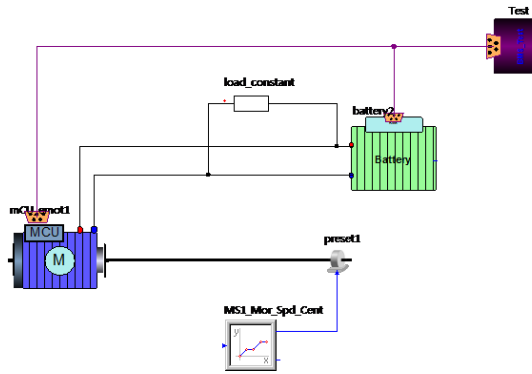 Test
load_constant
battery2
Battery
mCU_emot1
MCU
M
preset1
MS1_Mor_Spd_Cent
y
x